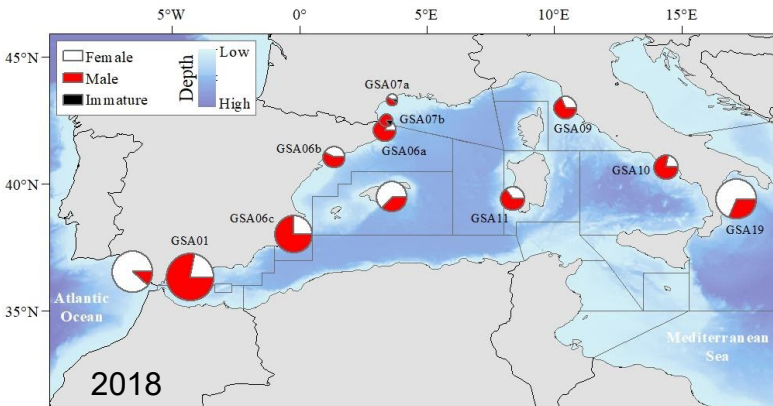 5°W
0°
5°E
10°E
15°E
45°N
40°N
35°N
Female
Male
Immature
Depth
Low
High
GSA07a
GSA07b
GSA06a
GSA06b
GSA09
GSA10
GSA11
GSA06c
GSA19
GSA01
Atlantic
Ocean
Mediterranean
Sea
2018